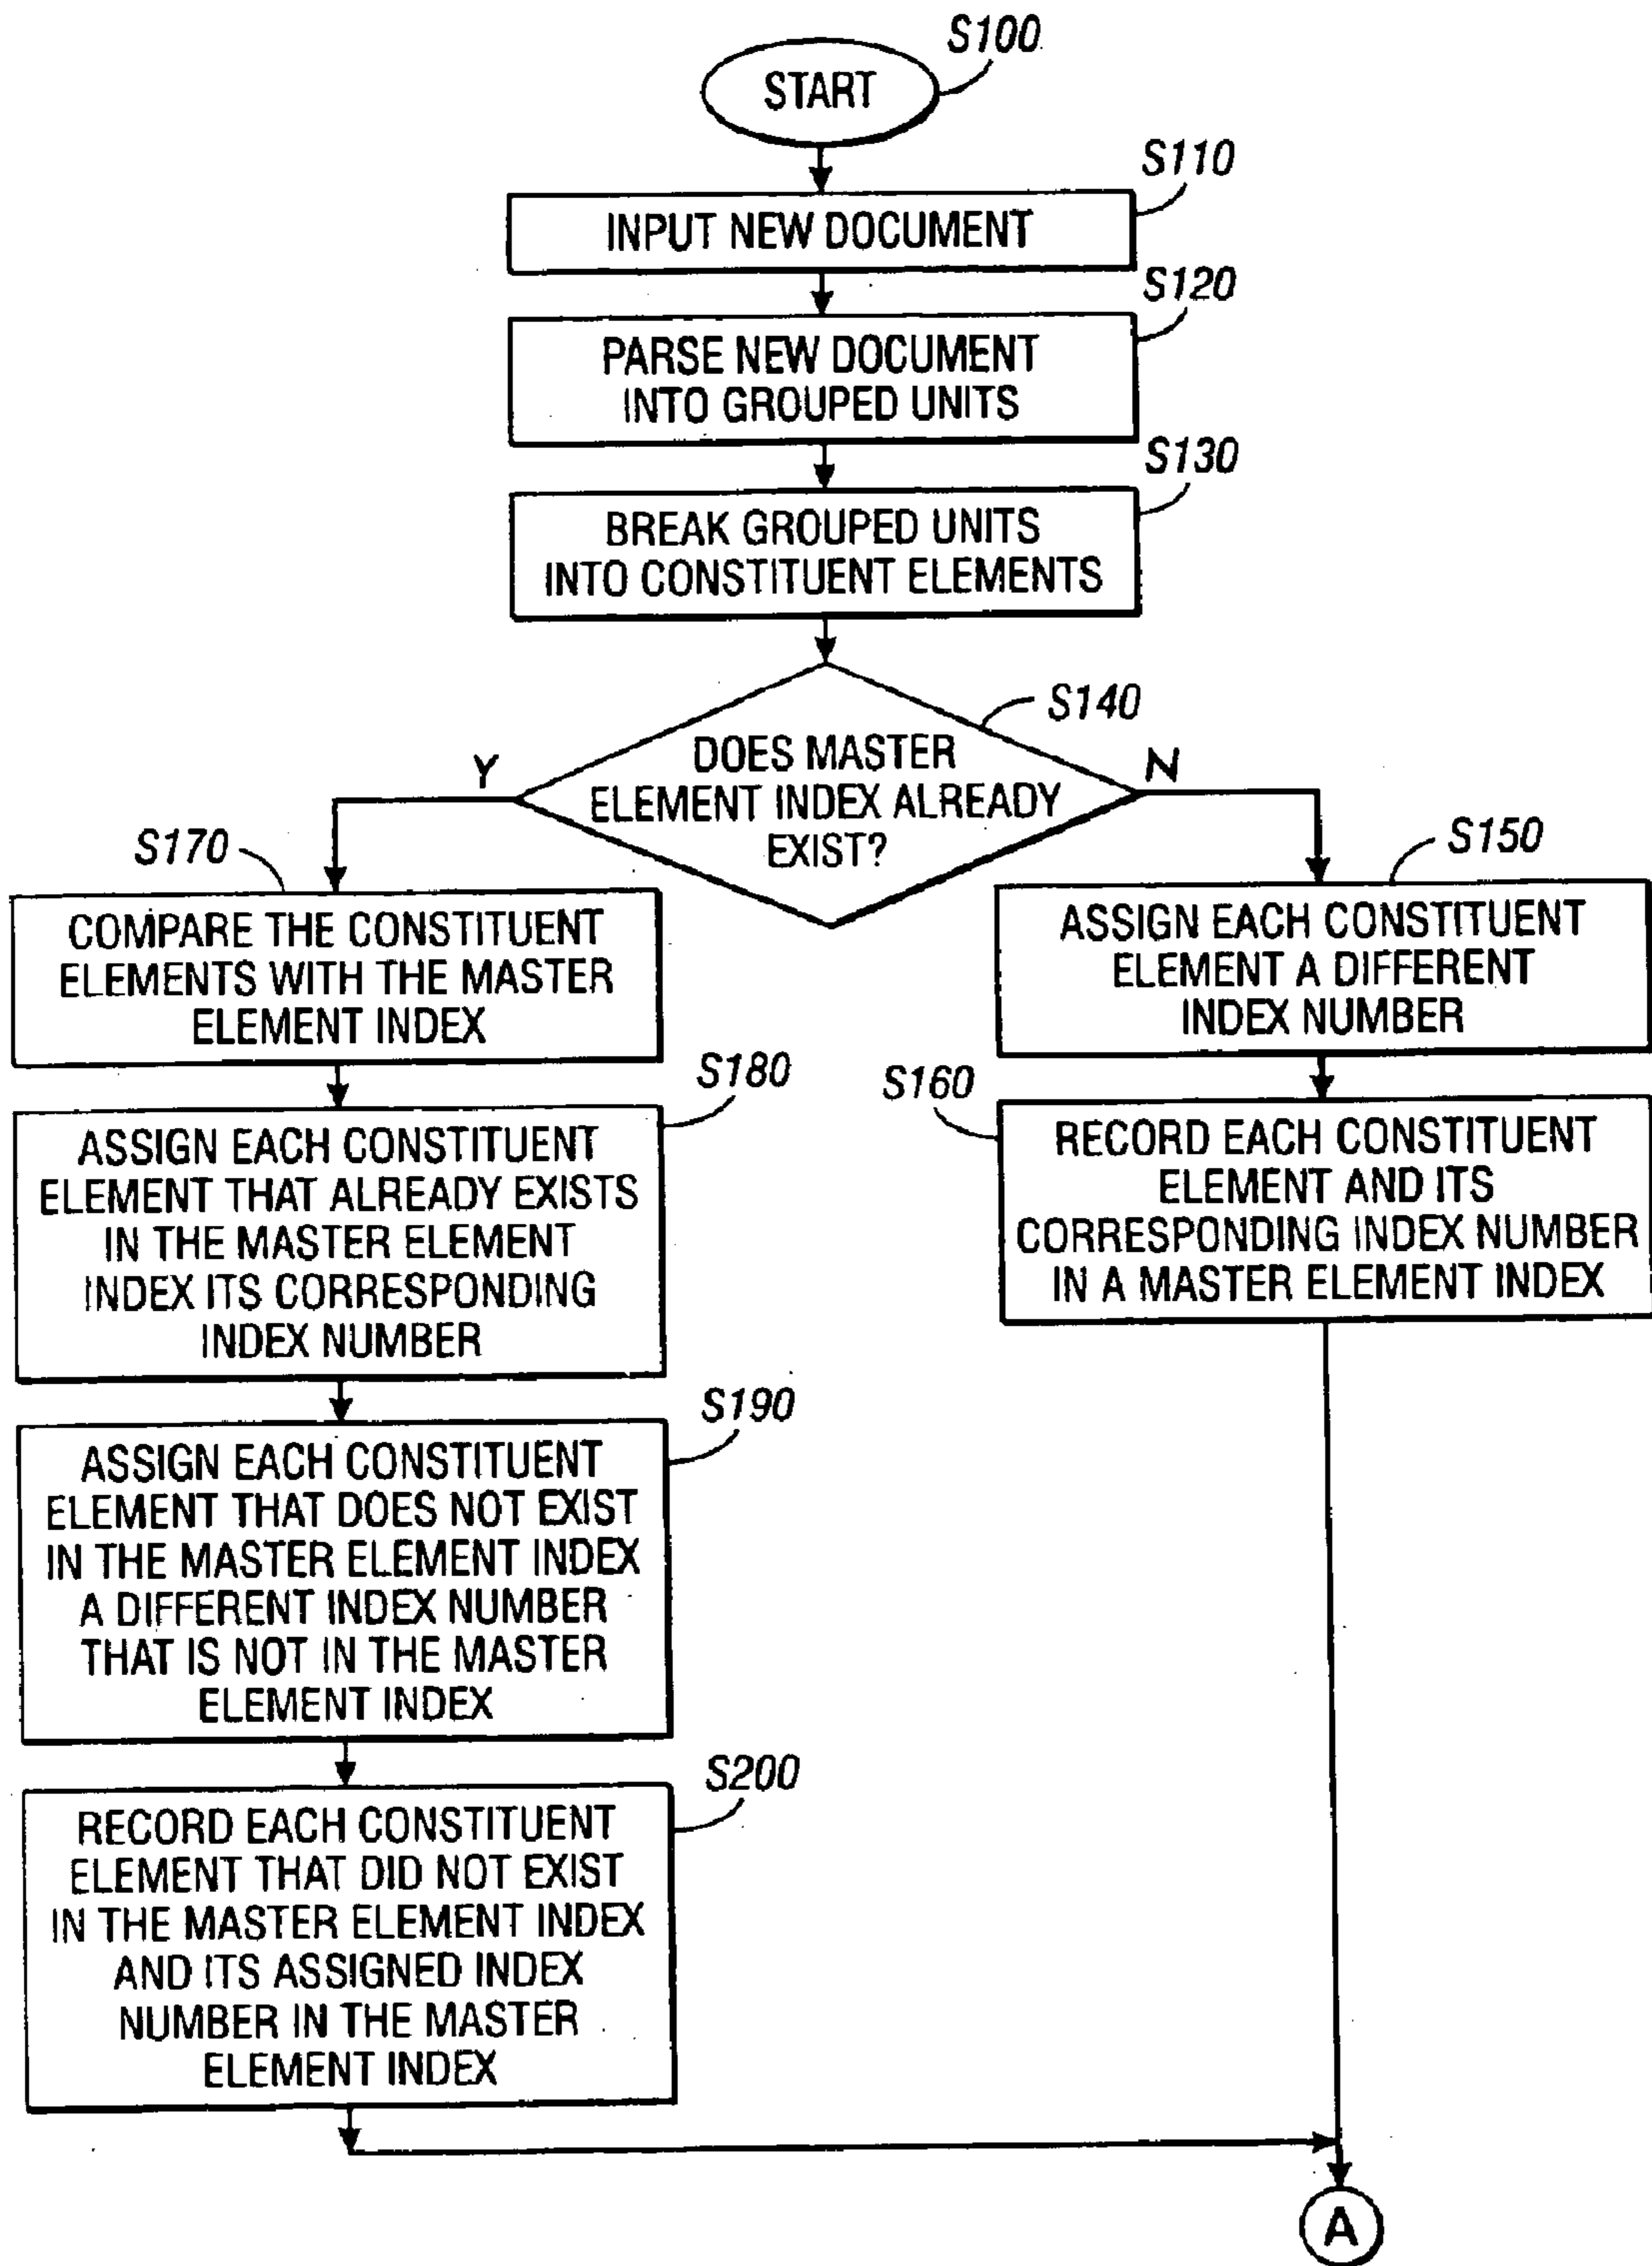 S100
START
S110
INPUT NEW DOCUMENT
S120
PARSE NEW DOCUMENT
INTO GROUPED UNITS
S130
BREAK GROUPED UNITS
INTO CONSTITUENT ELEMENTS
S140
DOES MASTER
ELEMENT INDEX ALREADY
EXIST?
Y
N
S170
COMPARE THE CONSTITUENT
ELEMENTS WITH THE MASTER
ELEMENT INDEX
S150
ASSIGN EACH CONSTITUENT
ELEMENT A DIFFERENT
INDEX NUMBER
S180
ASSIGN EACH CONSTITUENT
ELEMENT THAT ALREADY EXISTS
IN THE MASTER ELEMENT
INDEX ITS CORRESPONDING
INDEX NUMBER
S160
RECORD EACH CONSTITUENT
ELEMENT AND ITS
CORRESPONDING INDEX NUMBER
IN A MASTER ELEMENT INDEX
S190
ASSIGN EACH CONSTITUENT
ELEMENT THAT DOES NOT EXIST
IN THE MASTER ELEMENT INDEX
A DIFFERENT INDEX NUMBER
THAT IS NOT IN THE MASTER
ELEMENT INDEX
S200
RECORD EACH CONSTITUENT
ELEMENT THAT DID NOT EXIST
IN THE MASTER ELEMENT INDEX
AND ITS ASSIGNED INDEX
NUMBER IN THE MASTER
ELEMENT INDEX
A